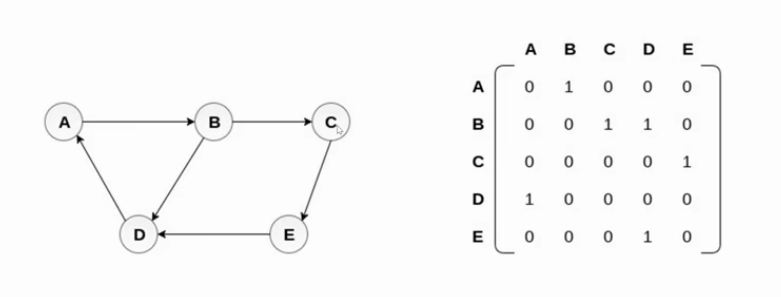 A B C
D E
A B C D E
A 0 1 0 0 0
B 0 0 1 1 0
C 0 0 0 0 1
D 1 0 0 0 0
E 0 0 0 1 0